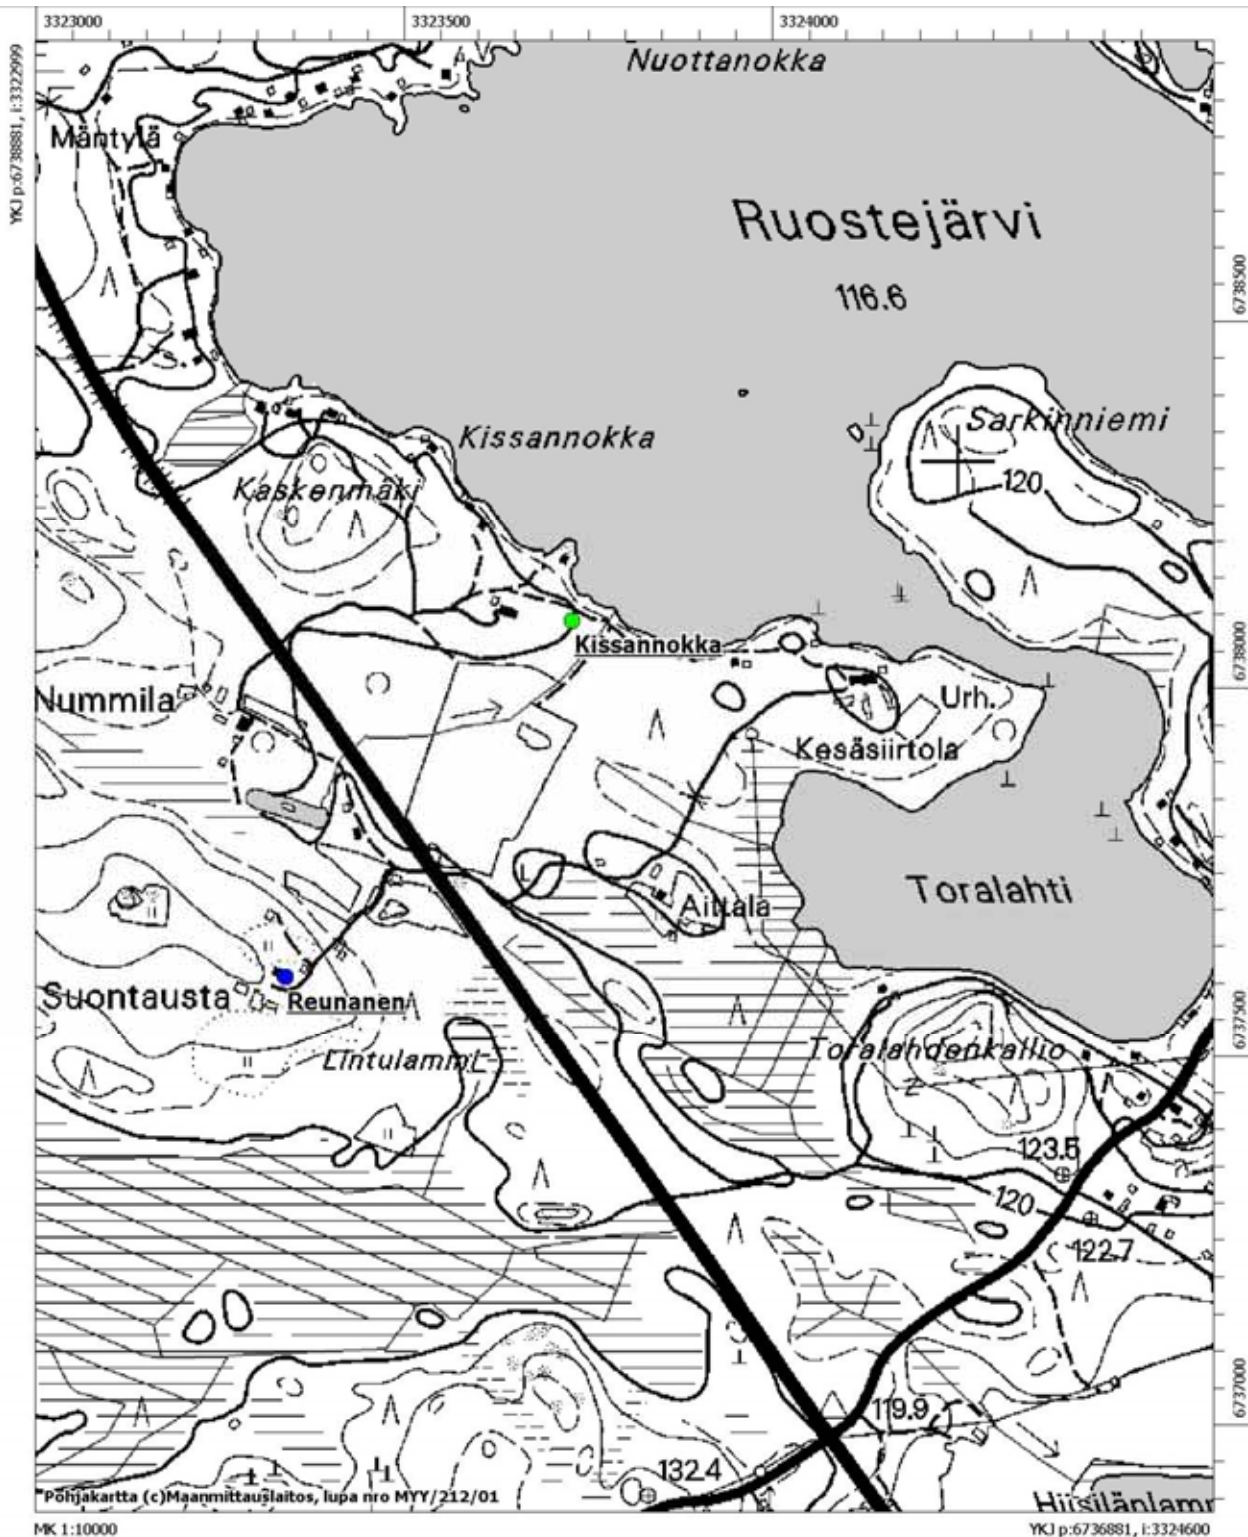 3323000
3323500
3324000
YKJ p:6738881, i:3322999
Nuottanokka
Mäntylä
Ruostejärvi
116.6
6738500
Sarkinniemi
Kissannokka
Kaskenmäki
120
6738000
Kissannokka
Nummila
Urh.
Kesäsiirtola
Aittala
Toralahti
Suontausta
Reunanen
6737500
Lintulammi
Toralahdenkallio
123.5
120
122.7
6737000
119.9
132.4
Pohjakartta (c)Maanmittauslaitos, lupa nro MYY/212/01
MK 1:10000
YKJ p:6736881, i:3324600